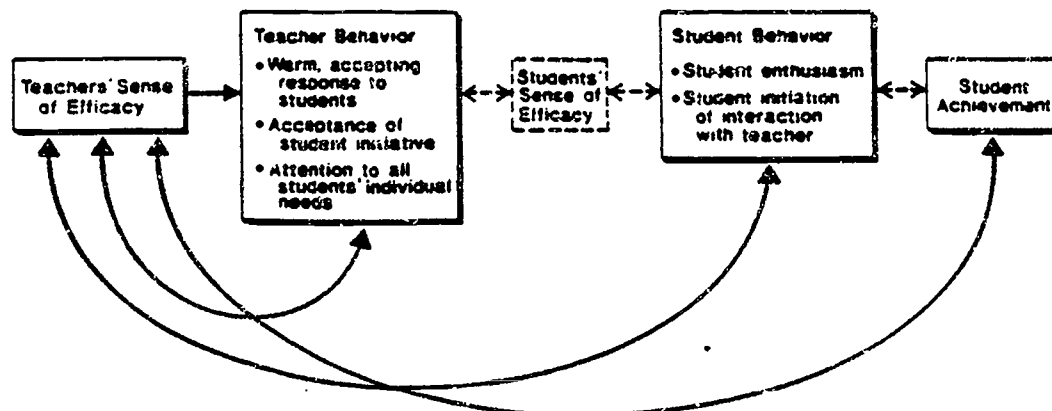 Teachers' Sense
of Efficacy
Teacher Behavior
• Warm, accepting
response to
students
• Acceptance of
student initiative
• Attention to all
students' individual
needs
Students'
Sense of
Efficacy
Student Behavior
• Student enthusiasm
• Student initiation
of interaction
with teacher
Student
Achievement